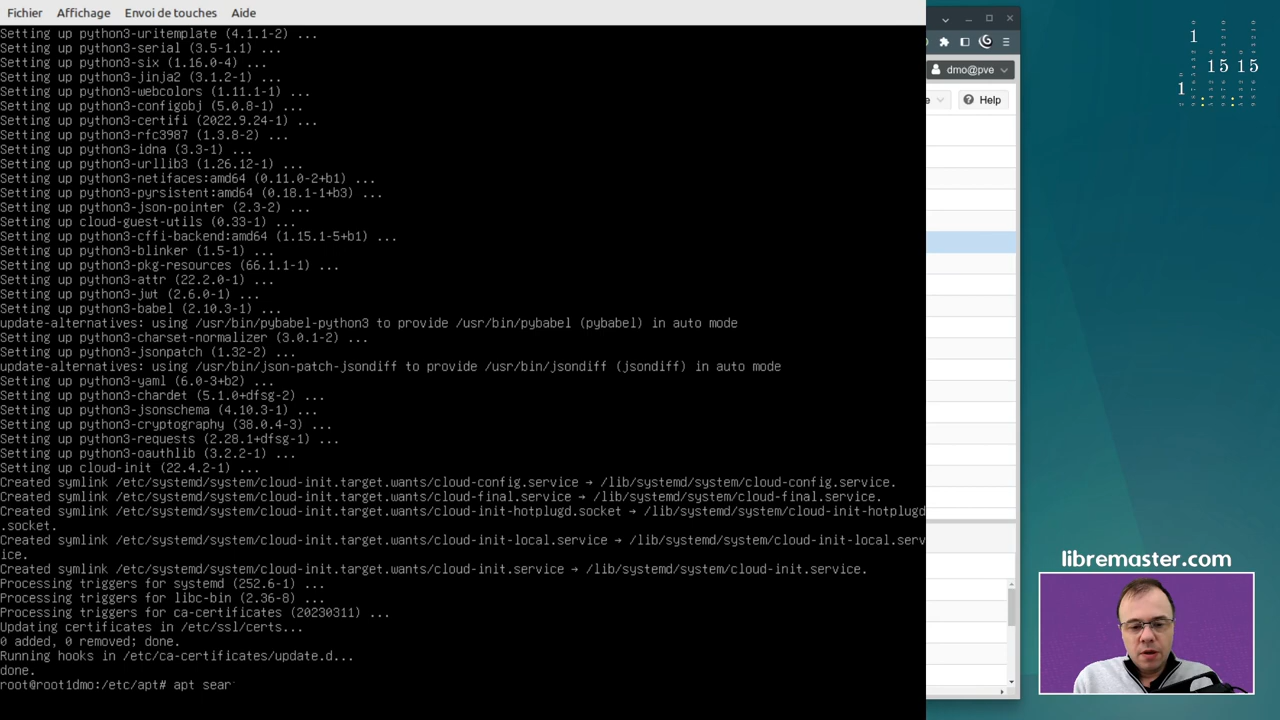 Fichier Affichage Envoi de touches Aide
Setting up python3-uritemplate (4.1.1-2) ...
Setting up python3-serial (3.5-1.1) ...
Setting up python3-six (1.16.0-4) ...
Setting up python3-jinja2 (3.1.2-1) ...
Setting up python3-webcolors (1.11.1-1) ...
Setting up python3-configobj (5.0.8-1) ...
Setting up python3-certifi (2022.9.24-1) ...
Setting up python3-rfc3987 (1.3.8-2) ...
Setting up python3-idna (3.3-1) ...
Setting up python3-urllib3 (1.26.12-1) ...
Setting up python3-netifaces:amd64 (0.11.0-2+b1) ...
Setting up python3-pyrsistent:amd64 (0.18.1-1+b3) ...
Setting up python3-json-pointer (2.3-2) ...
Setting up cloud-guest-utils (0.33-1) ...
Setting up python3-cffi-backend:amd64 (1.15.1-5+b1) ...
Setting up python3-blinker (1.5-1) ...
Setting up python3-pkg-resources (66.1.1-1) ...
Setting up python3-attr (22.2.0-1) ...
Setting up python3-jwt (2.6.0-1) ...
Setting up python3-babel (2.10.3-1) ...
update-alternatives: using /usr/bin/pybabel-python3 to provide /usr/bin/pybabel (pybabel) in auto mode
Setting up python3-charset-normalizer (3.0.1-2) ...
Setting up python3-jsonpatch (1.32-2) ...
update-alternatives: using /usr/bin/json-patch-jsondiff to provide /usr/bin/jsondiff (jsondiff) in auto mode
Setting up python3-yaml (6.0-3+b2) ...
Setting up python3-chardet (5.1.0+dfsg-2) ...
Setting up python3-jsonschema (4.10.3-1) ...
Setting up python3-cryptography (38.0.4-3) ...
Setting up python3-requests (2.28.1+dfsg-1) ...
Setting up python3-oauthlib (3.2.2-1) ...
Setting up cloud-init (22.4.2-1) ...
Created symlink /etc/systemd/system/cloud-init.target.wants/cloud-config.service → /lib/systemd/system/cloud-config.service.
Created symlink /etc/systemd/system/cloud-init.target.wants/cloud-final.service → /lib/systemd/system/cloud-final.service.
Created symlink /etc/systemd/system/cloud-init.target.wants/cloud-init-hotplugd.socket → /lib/systemd/system/cloud-init-hotplugd
.socket.
Created symlink /etc/systemd/system/cloud-init.target.wants/cloud-init-local.service → /lib/systemd/system/cloud-init-local.serv
ice.
Created symlink /etc/systemd/system/cloud-init.target.wants/cloud-init.service → /lib/systemd/system/cloud-init.service.
Processing triggers for systemd (252.6-1) ...
Processing triggers for libc-bin (2.36-8) ...
Processing triggers for ca-certificates (20230311) ...
Updating certificates in /etc/ssl/certs...
0 added, 0 removed; done.
Running hooks in /etc/ca-certificates/update.d...
done.
root@root1dmo:/etc/apt# apt sear
dmo@pve
e
Help
1
15 15
1
libremaster.com